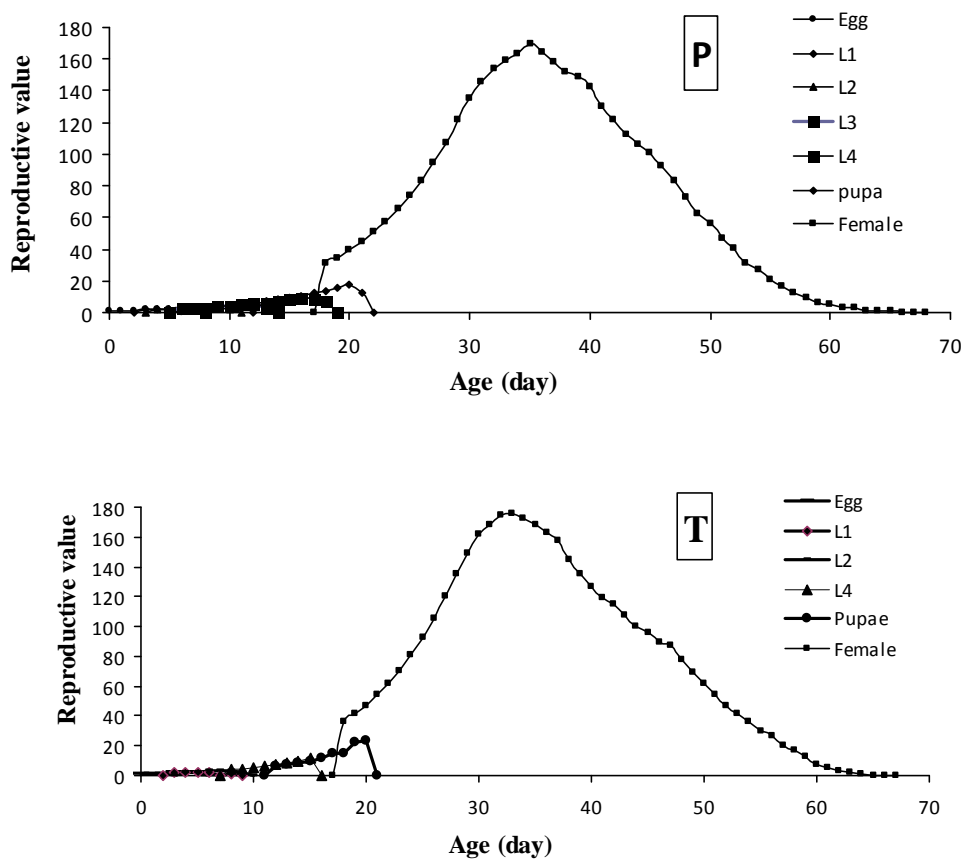 P
Reproductive value
180
160
140
120
100
80
60
40
20
0
0 10 20 30 40 50 60 70
Age (day)
Egg
L1
L2
L3
L4
pupa
Female
T
Reproductive value
180
160
140
120
100
80
60
40
20
0
0 10 20 30 40 50 60 70
Age (day)
Egg
L1
L2
L4
Pupae
Female